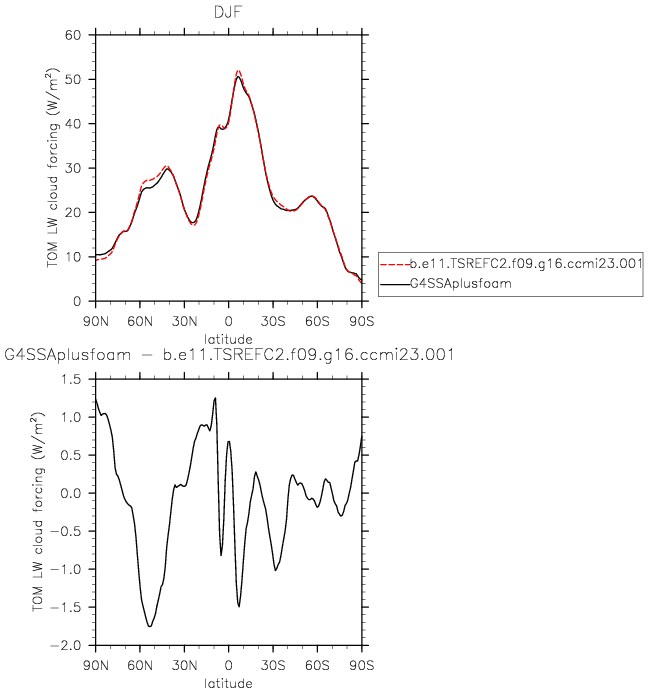 DJF
TOM LW cloud forcing (W/m²)
60
50
40
30
20
10
0
90N 60N 30N 0 30S 60S 90S
latitude
b.e11.TSREFC2.f09.g16.ccmi23.001
G4SSAplusfoam
G4SSAplusfoam – b.e11.TSREFC2.f09.g16.ccmi23.001
TOM LW cloud forcing (W/m²)
1.5
1.0
0.5
0.0
−0.5
−1.0
−1.5
−2.0
90N 60N 30N 0 30S 60S 90S
latitude